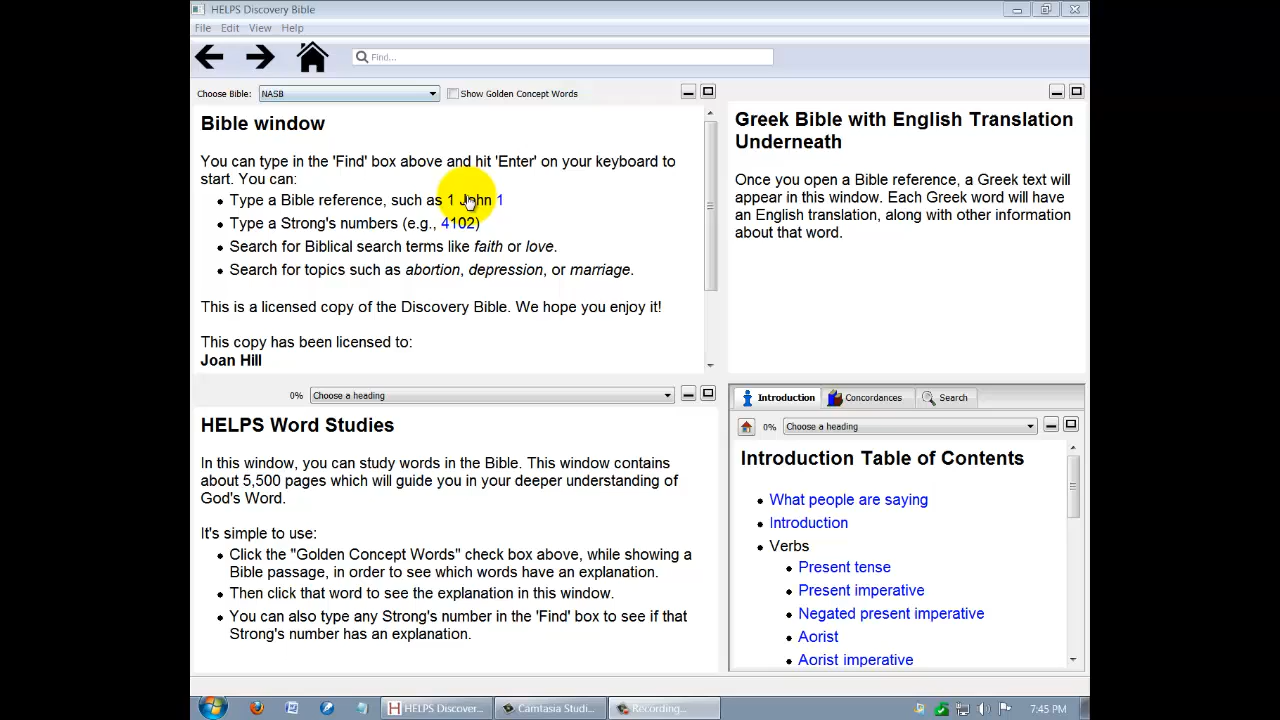 HELPS Discovery Bible
File Edit View Help
Find...
Choose Bible: NASB Show Golden Concept Words
Bible window
You can type in the 'Find' box above and hit 'Enter' on your keyboard to
start. You can:
Type a Bible reference, such as 1 John 1
Type a Strong's numbers (e.g., 4102)
Search for Biblical search terms like faith or love.
Search for topics such as abortion, depression, or marriage.
This is a licensed copy of the Discovery Bible. We hope you enjoy it!
This copy has been licensed to:
Joan Hill
Greek Bible with English Translation
Underneath
Once you open a Bible reference, a Greek text will
appear in this window. Each Greek word will have
an English translation, along with other information
about that word.
0% Choose a heading
HELPS Word Studies
In this window, you can study words in the Bible. This window contains
about 5,500 pages which will guide you in your deeper understanding of
God's Word.
It's simple to use:
Click the "Golden Concept Words" check box above, while showing a
Bible passage, in order to see which words have an explanation.
Then click that word to see the explanation in this window.
You can also type any Strong's number in the 'Find' box to see if that
Strong's number has an explanation.
Introduction Concordances Search
0% Choose a heading
Introduction Table of Contents
What people are saying
Introduction
Verbs
Present tense
Present imperative
Negated present imperative
Aorist
Aorist imperative
HELPS Discover... Camtasia Studi... Recording... 7:45 PM